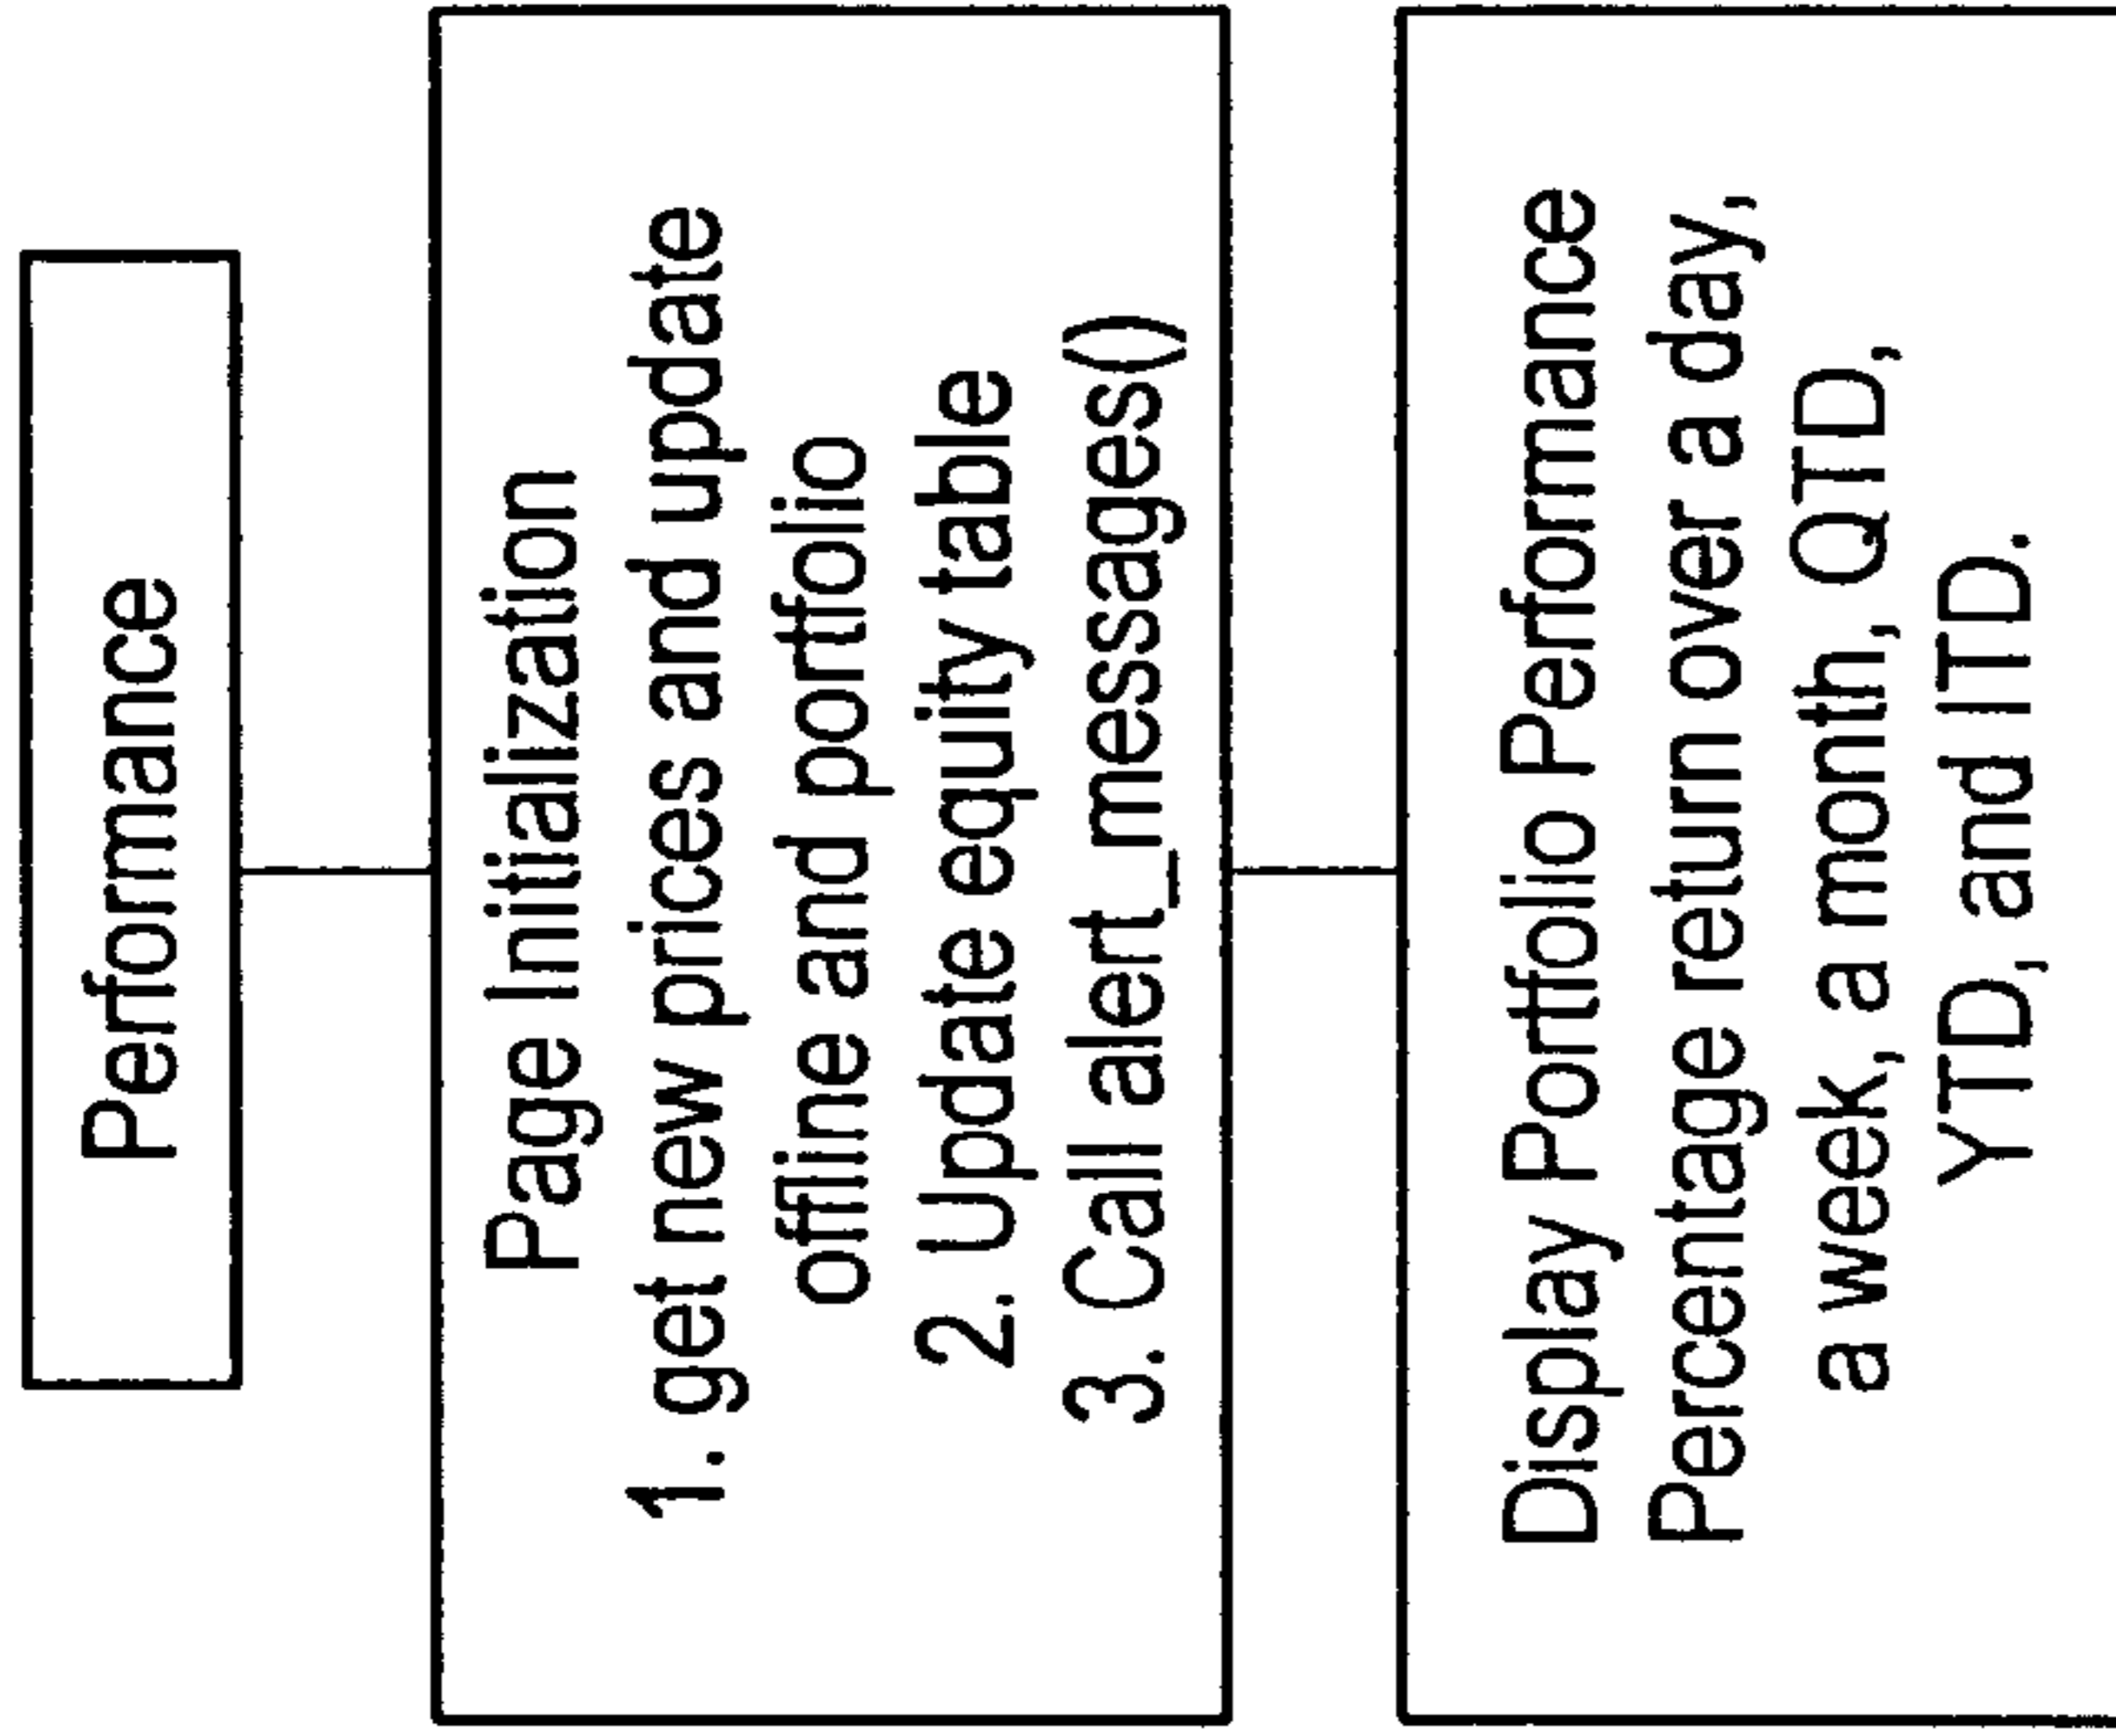 Performance
Page Initialization
1. get new prices and update
offline and portfolio
2. Update equity table
3. Call alert_messages()
Display Portfolio Performance
Percentage return over a day,
a week, a month, QTD,
YTD, and ITD.